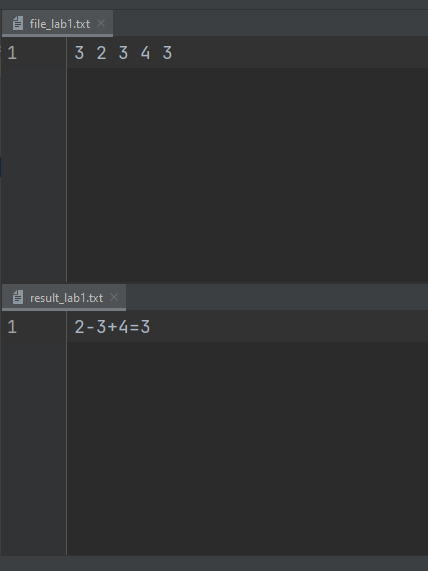 file_lab1.txt
1 3 2 3 4 3
result_lab1.txt
1 2-3+4=3